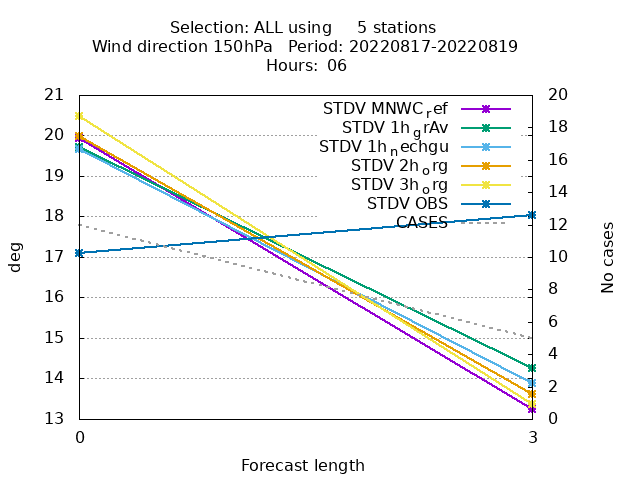 Selection: ALL using     5 stations
Wind direction 150hPa   Period: 20220817-20220819
Hours: 06
21
20
19
18
17
16
15
14
13
deg
STDV MNWC_ref
STDV 1h_grAv
STDV 1h_nechgu
STDV 2h_org
STDV 3h_org
STDV OBS
CASES
20
18
16
14
12
10
8
6
4
2
0
No cases
0 3
Forecast length